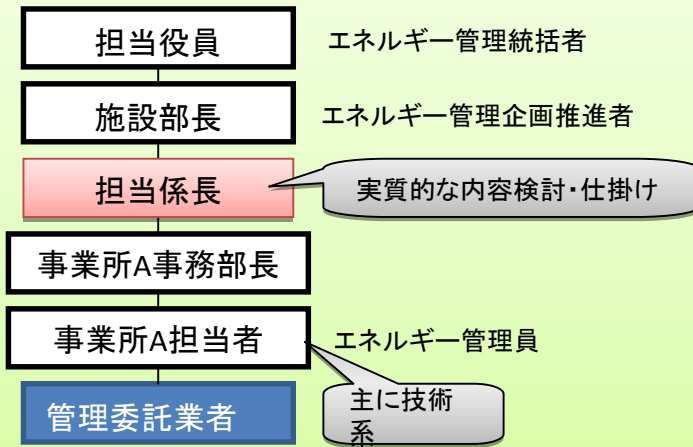 担当役員 エネルギー管理統括者
施設部長 エネルギー管理企画推進者
担当係長 実質的な内容検討・仕掛け
事業所A事務部長
事業所A担当者 エネルギー管理員
管理委託業者 主に技術
系